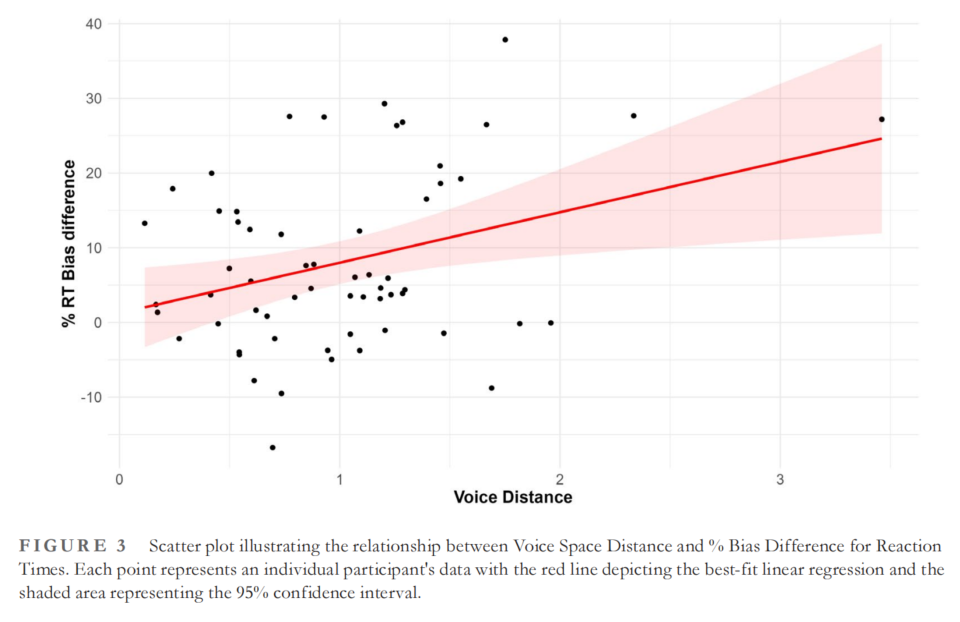 40
30
20
10
0
-10
% RT Bias difference
0 1 2 3
Voice Distance
FIGURE 3 Scatter plot illustrating the relationship between Voice Space Distance and % Bias Difference for Reaction
Times. Each point represents an individual participant's data with the red line depicting the best-fit linear regression and the
shaded area representing the 95% confidence interval.